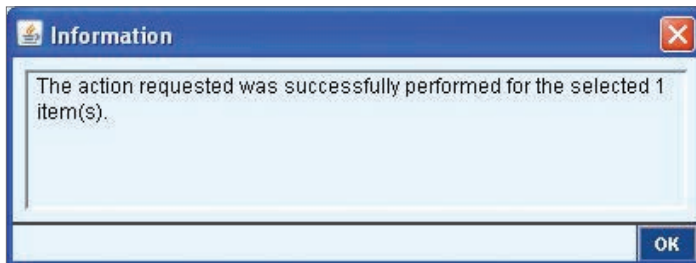 Information
The action requested was successfully performed for the selected 1
item(s).
OK